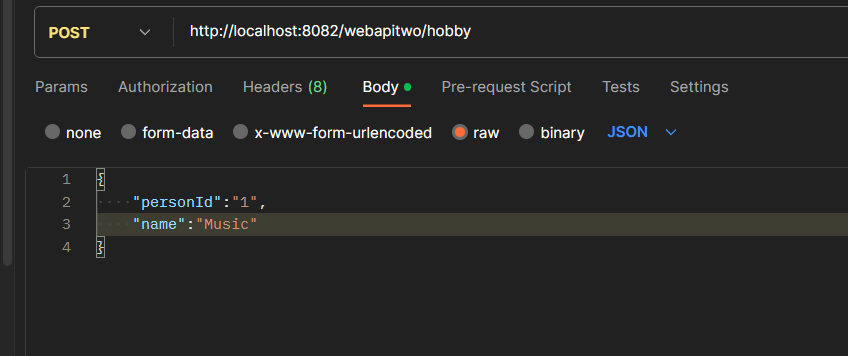 POST http://localhost:8082/webapitwo/hobby
Params Authorization Headers (8) Body Pre-request Script Tests Settings
none form-data x-www-form-urlencoded raw binary JSON
1 {
2 "personId":"1",
3 "name":"Music"
4 }